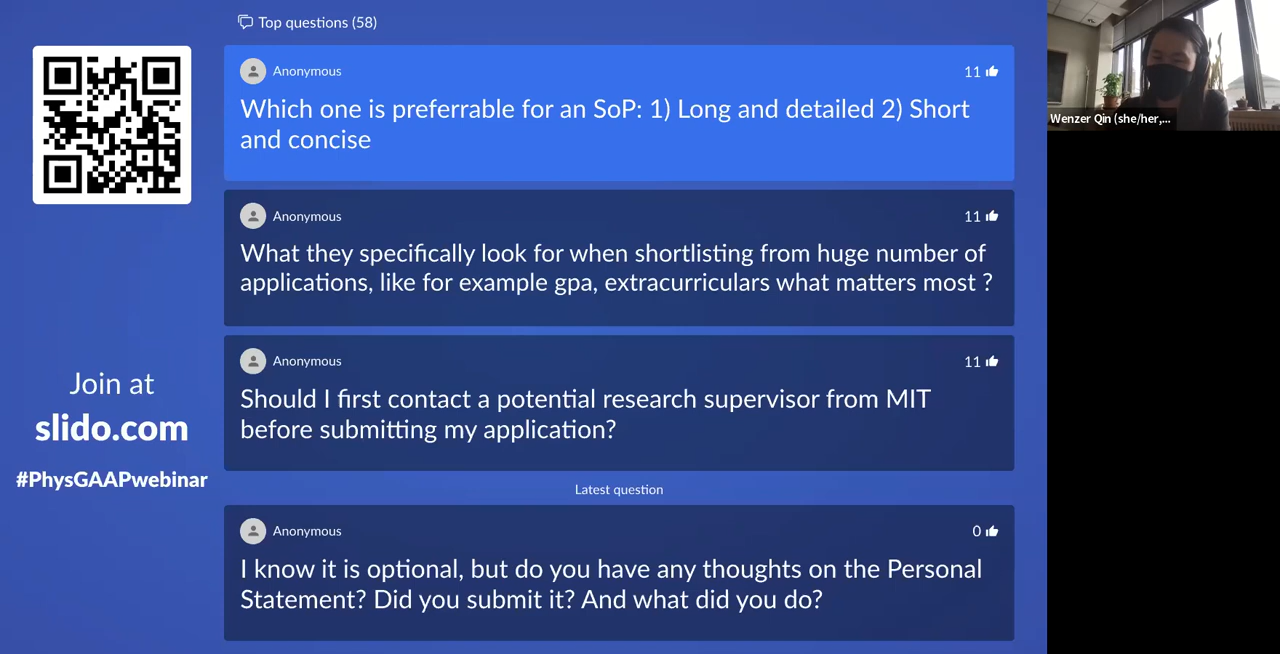 Top questions (58)
Anonymous
11
Which one is preferrable for an SoP: 1) Long and detailed 2) Short
and concise
Anonymous
11
What they specifically look for when shortlisting from huge number of
applications, like for example gpa, extracurriculars what matters most ?
Anonymous
11
Should I first contact a potential research supervisor from MIT
before submitting my application?
Latest question
Anonymous
0
I know it is optional, but do you have any thoughts on the Personal
Statement? Did you submit it? And what did you do?
Join at
slido.com
#PhysGAAPwebinar
Wenzer Qin (she/her,...